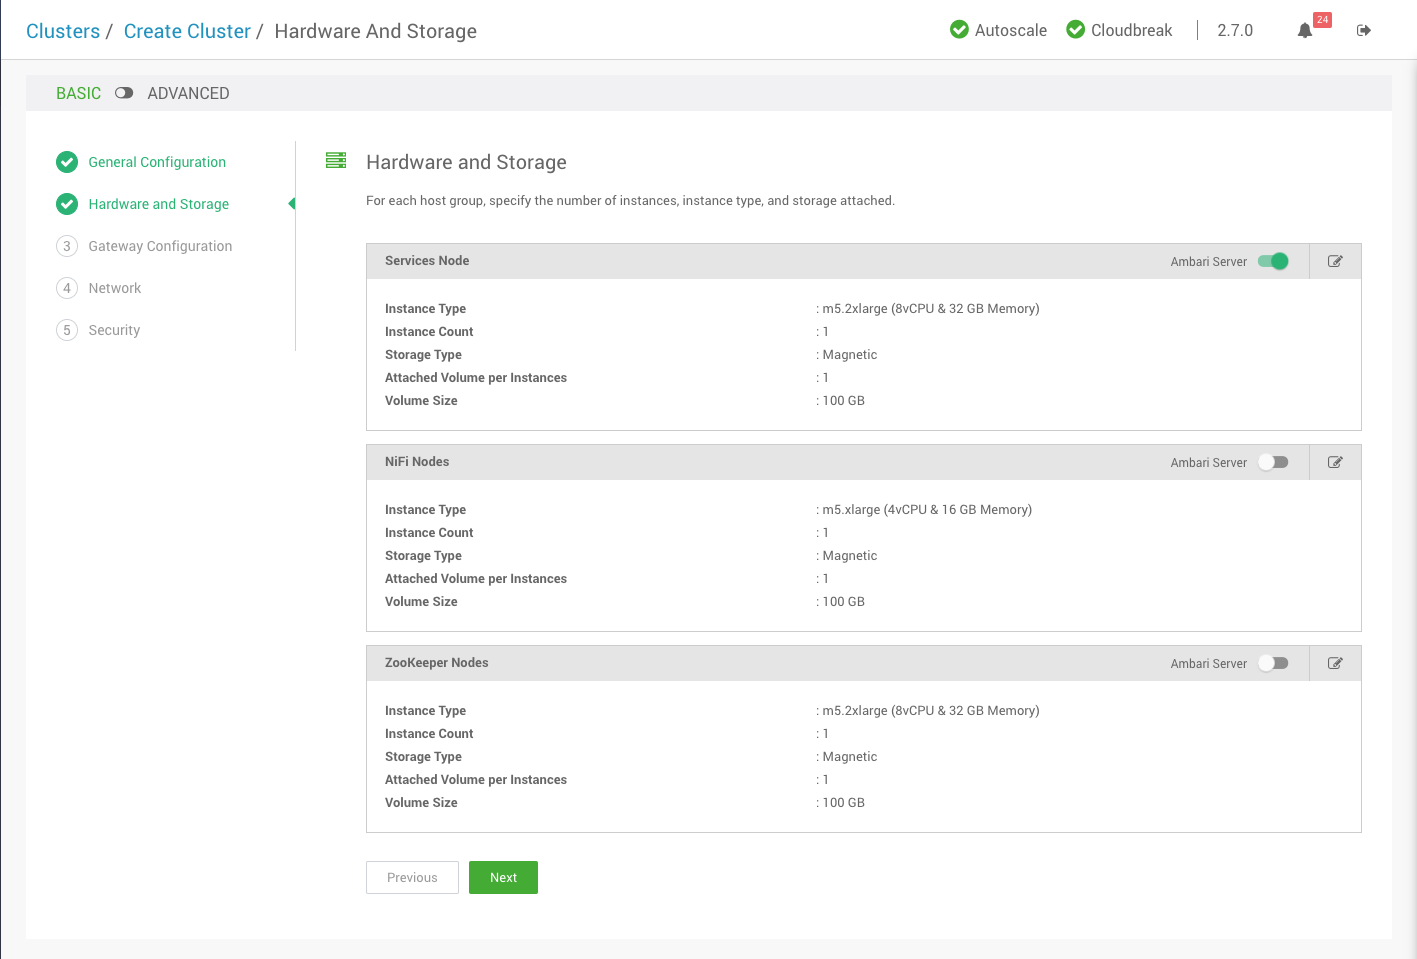 Clusters / Create Cluster / Hardware And Storage
Autoscale Cloudbreak 2.7.0 24
BASIC ADVANCED
General Configuration
Hardware and Storage
3 Gateway Configuration
4 Network
5 Security
Hardware and Storage
For each host group, specify the number of instances, instance type, and storage attached.
Services Node Ambari Server
Instance Type : m5.2xlarge (8vCPU & 32 GB Memory)
Instance Count : 1
Storage Type : Magnetic
Attached Volume per Instances : 1
Volume Size : 100 GB
NiFi Nodes Ambari Server
Instance Type : m5.xlarge (4vCPU & 16 GB Memory)
Instance Count : 1
Storage Type : Magnetic
Attached Volume per Instances : 1
Volume Size : 100 GB
ZooKeeper Nodes Ambari Server
Instance Type : m5.2xlarge (8vCPU & 32 GB Memory)
Instance Count : 1
Storage Type : Magnetic
Attached Volume per Instances : 1
Volume Size : 100 GB
Previous Next